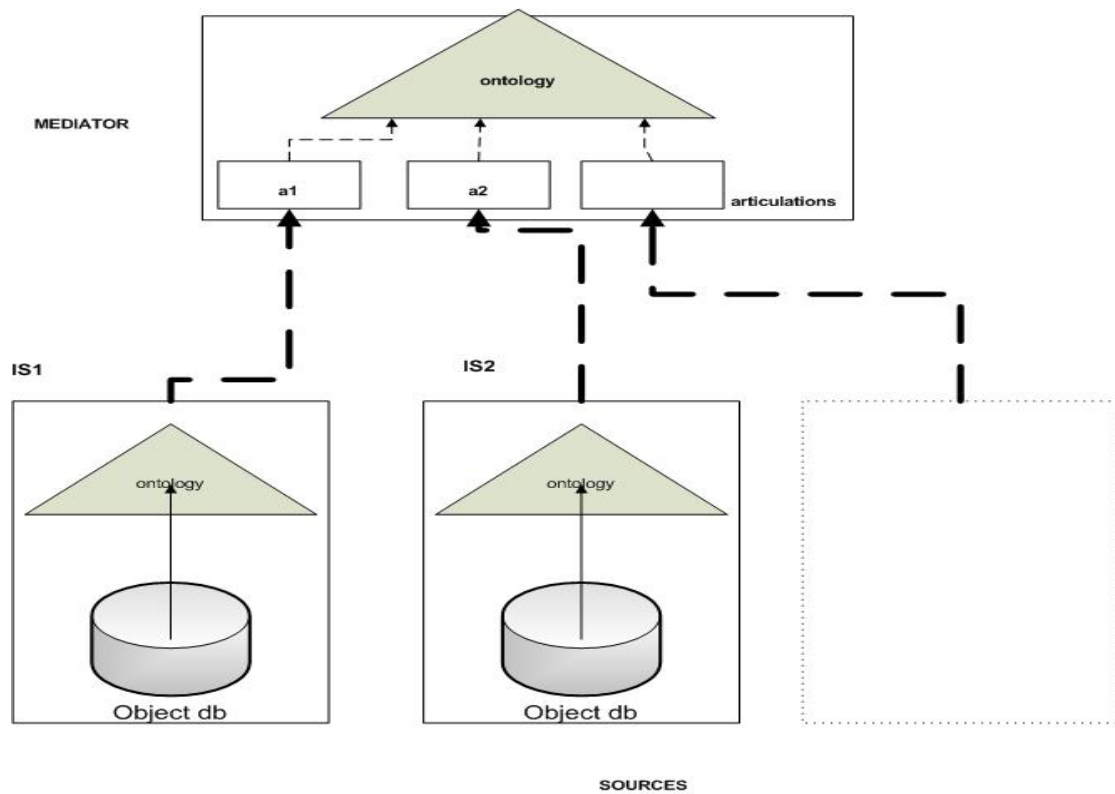 ontology
MEDIATOR
a1
a2
articulations
IS1
IS2
ontology
ontology
Object db
Object db
SOURCES